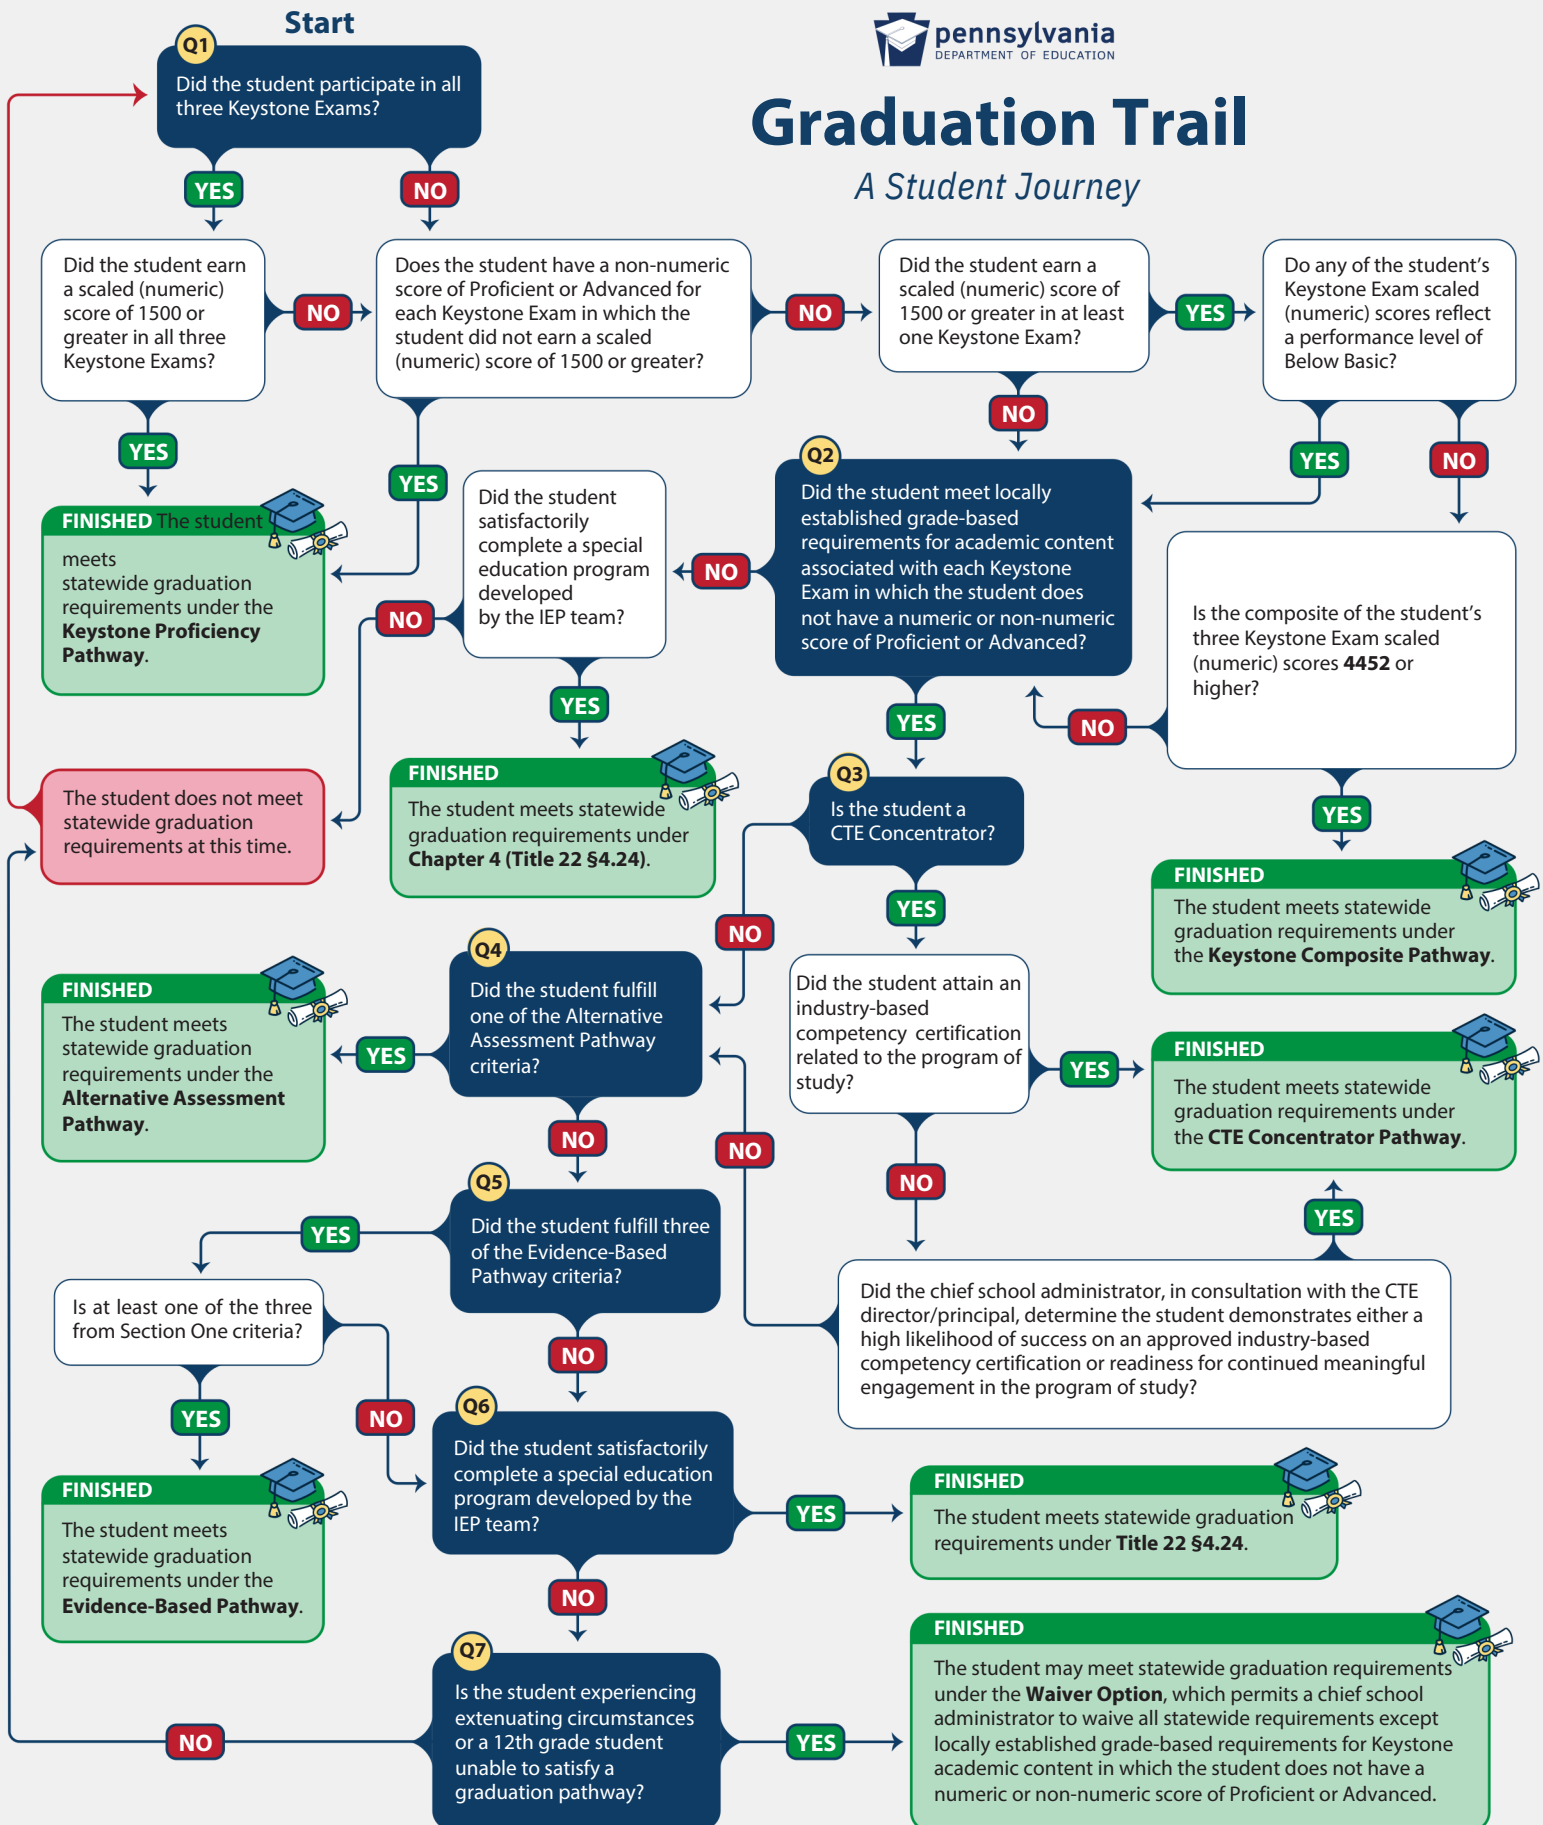 Start
pennsylvania
DEPARTMENT OF EDUCATION
Graduation Trail
A Student Journey
Q1
Did the student participate in all
three Keystone Exams?
YES
NO
Did the student earn
a scaled (numeric)
score of 1500 or
greater in all three
Keystone Exams?
NO
Does the student have a non-numeric
score of Proficient or Advanced for
each Keystone Exam in which the
student did not earn a scaled
(numeric) score of 1500 or greater?
NO
Did the student earn a
scaled (numeric) score of
1500 or greater in at least
one Keystone Exam?
YES
Do any of the student's
Keystone Exam scaled
(numeric) scores reflect
a performance level of
Below Basic?
YES
YES
NO
YES
NO
FINISHED The student
meets
statewide graduation
requirements under the
Keystone Proficiency
Pathway.
Did the student
satisfactorily
complete a special
education program
developed
by the IEP team?
NO
YES
NO
Q2
Did the student meet locally
established grade-based
requirements for academic content
associated with each Keystone
Exam in which the student does
not have a numeric or non-numeric
score of Proficient or Advanced?
YES
NO
Is the composite of the student's
three Keystone Exam scaled
(numeric) scores 4452 or
higher?
YES
The student does not meet
statewide graduation
requirements at this time.
FINISHED
The student meets statewide
graduation requirements under
Chapter 4 (Title 22 §4.24).
Q3
Is the student a
CTE Concentrator?
YES
NO
FINISHED
The student meets statewide
graduation requirements under
the Keystone Composite Pathway.
FINISHED
The student meets
statewide graduation
requirements under the
Alternative Assessment
Pathway.
YES
Q4
Did the student fulfill
one of the Alternative
Assessment Pathway
criteria?
NO
NO
Did the student attain an
industry-based
competency certification
related to the program of
study?
YES
NO
FINISHED
The student meets statewide
graduation requirements under
the CTE Concentrator Pathway.
YES
Q5
Did the student fulfill three
of the Evidence-Based
Pathway criteria?
YES
NO
Is at least one of the three
from Section One criteria?
YES
NO
Did the chief school administrator, in consultation with the CTE
director/principal, determine the student demonstrates either a
high likelihood of success on an approved industry-based
competency certification or readiness for continued meaningful
engagement in the program of study?
Q6
Did the student satisfactorily
complete a special education
program developed by the
IEP team?
YES
NO
FINISHED
The student meets statewide graduation
requirements under Title 22 §4.24.
FINISHED
The student meets
statewide graduation
requirements under the
Evidence-Based Pathway.
Q7
Is the student experiencing
extenuating circumstances
or a 12th grade student
unable to satisfy a
graduation pathway?
NO
YES
FINISHED
The student may meet statewide graduation requirements
under the Waiver Option, which permits a chief school
administrator to waive all statewide requirements except
locally established grade-based requirements for Keystone
academic content in which the student does not have a
numeric or non-numeric score of Proficient or Advanced.